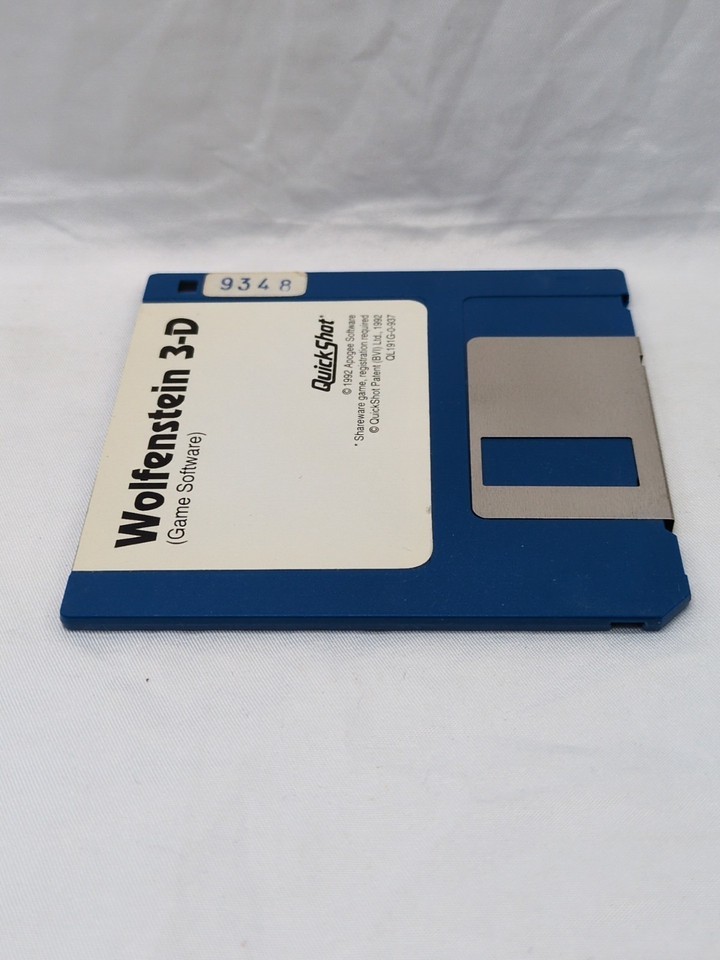 9348
Wolfenstein 3-D
(Game Software)
QuickShot®
© 1992 Apogee Software
* Shareware game, registration required
© QuickShot Patent (BVI) Ltd., 1992
QL191G-0-937